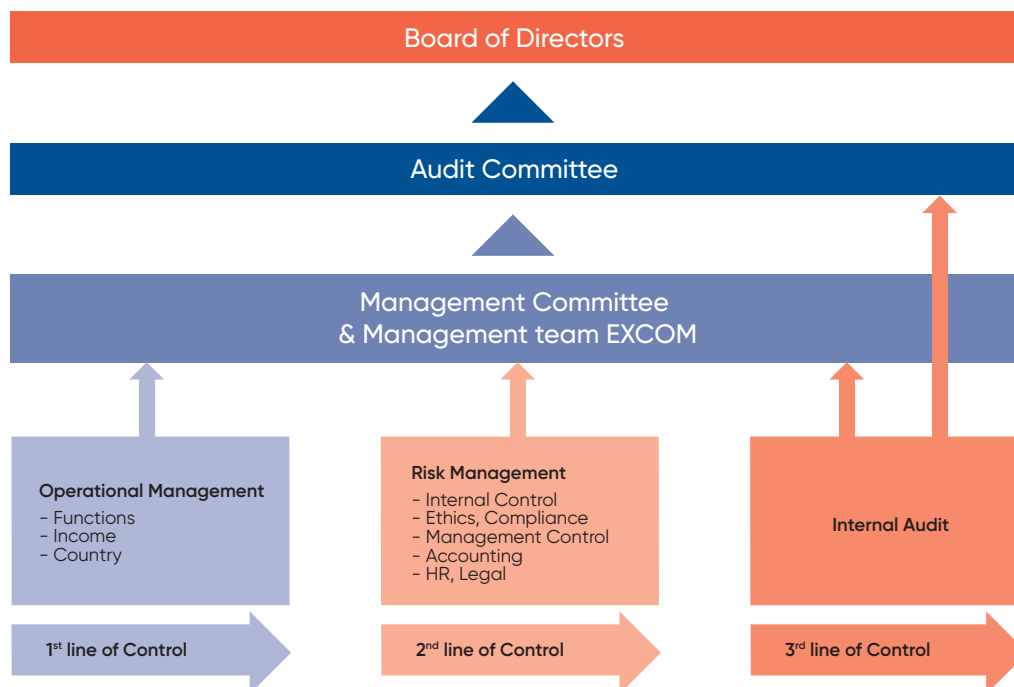 Board of Directors
Audit Committee
Management Committee
& Management team EXCOM
Operational Management
- Functions
- Income
- Country
Risk Management
- Internal Control
- Ethics, Compliance
- Management Control
- Accounting
- HR, Legal
Internal Audit
1st line of Control
2nd line of Control
3rd line of Control